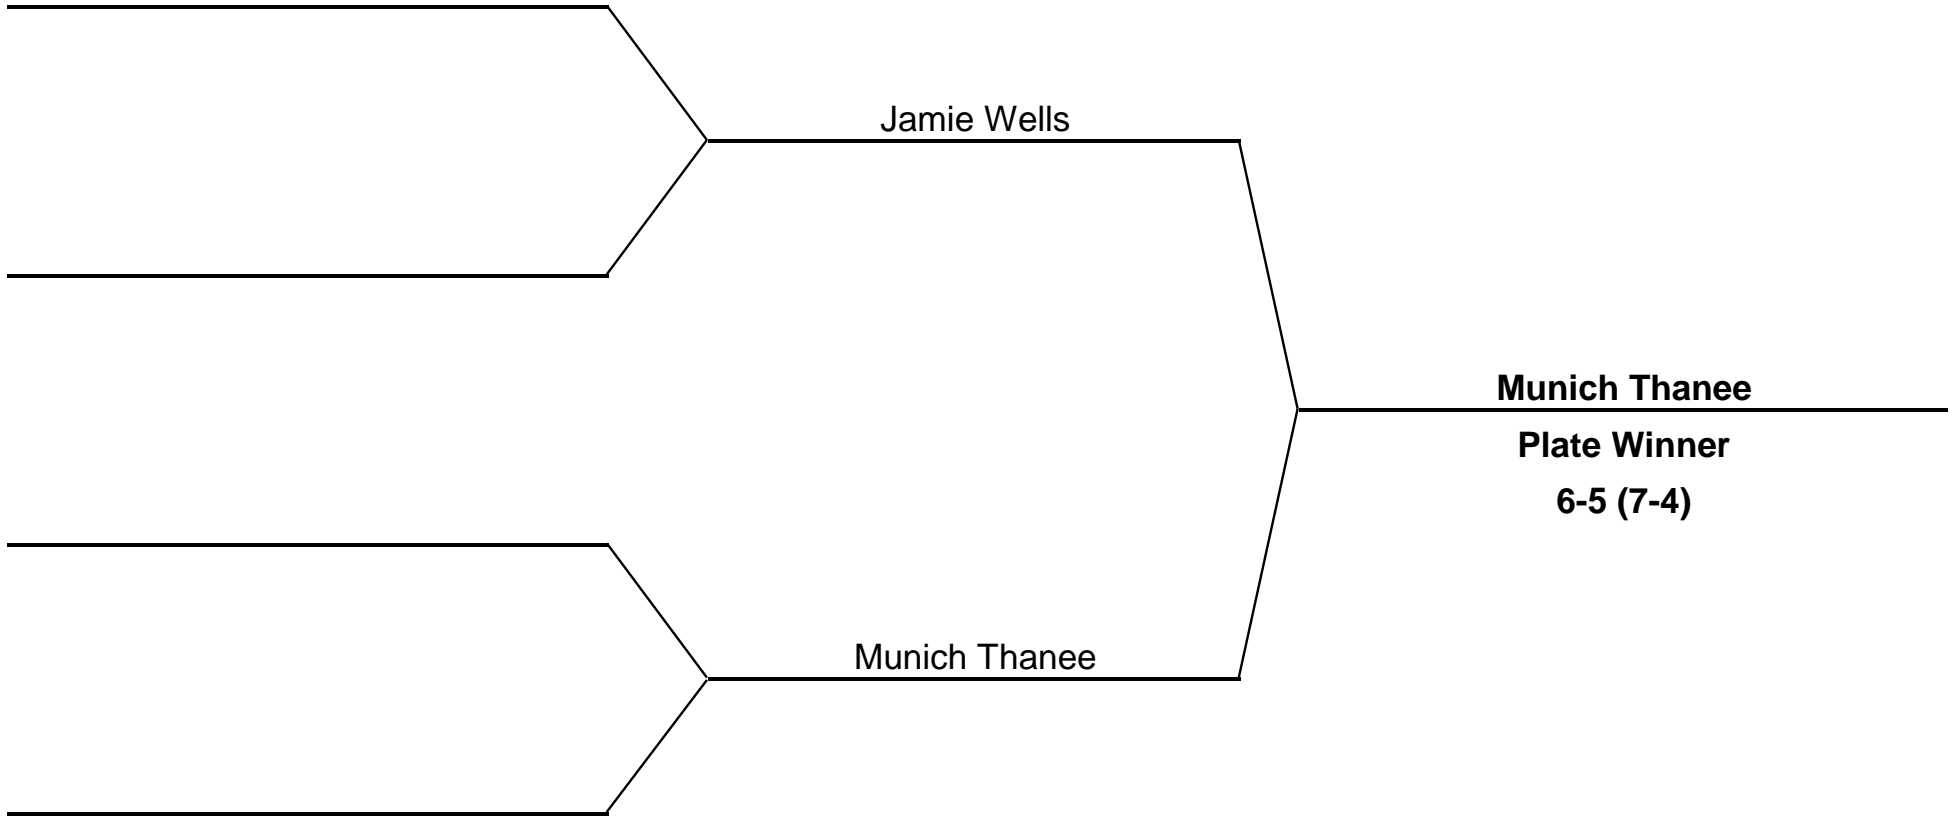 Jamie Wells
Munich Thanee
Plate Winner
6-5 (7-4)
Munich Thanee